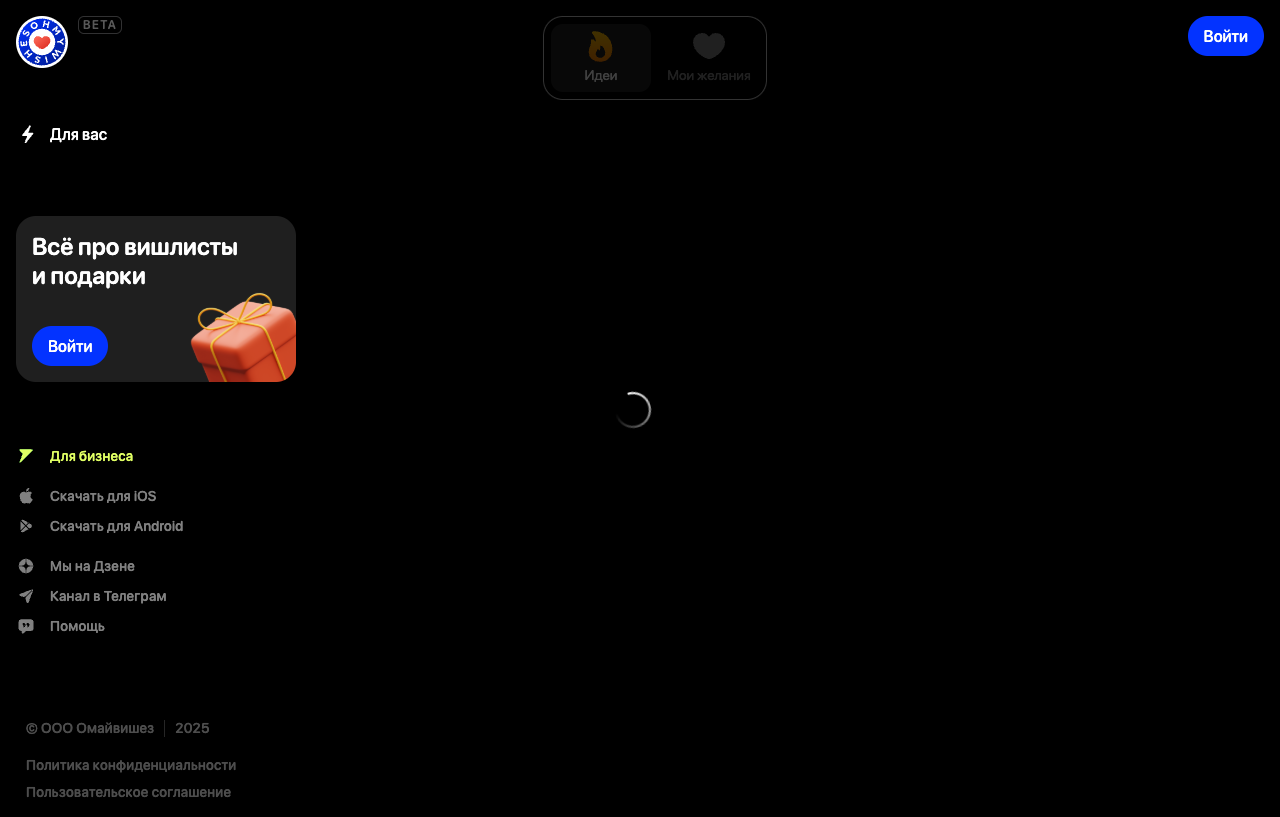 OHMYWISHES
BETA
Идеи
Мои желания
Войти
Для вас
Всё про вишлисты
и подарки
Войти
Для бизнеса
Скачать для iOS
Скачать для Android
Мы на Дзене
Канал в Телеграм
Помощь
© ООО Омайвишез 2025
Политика конфиденциальности
Пользовательское соглашение